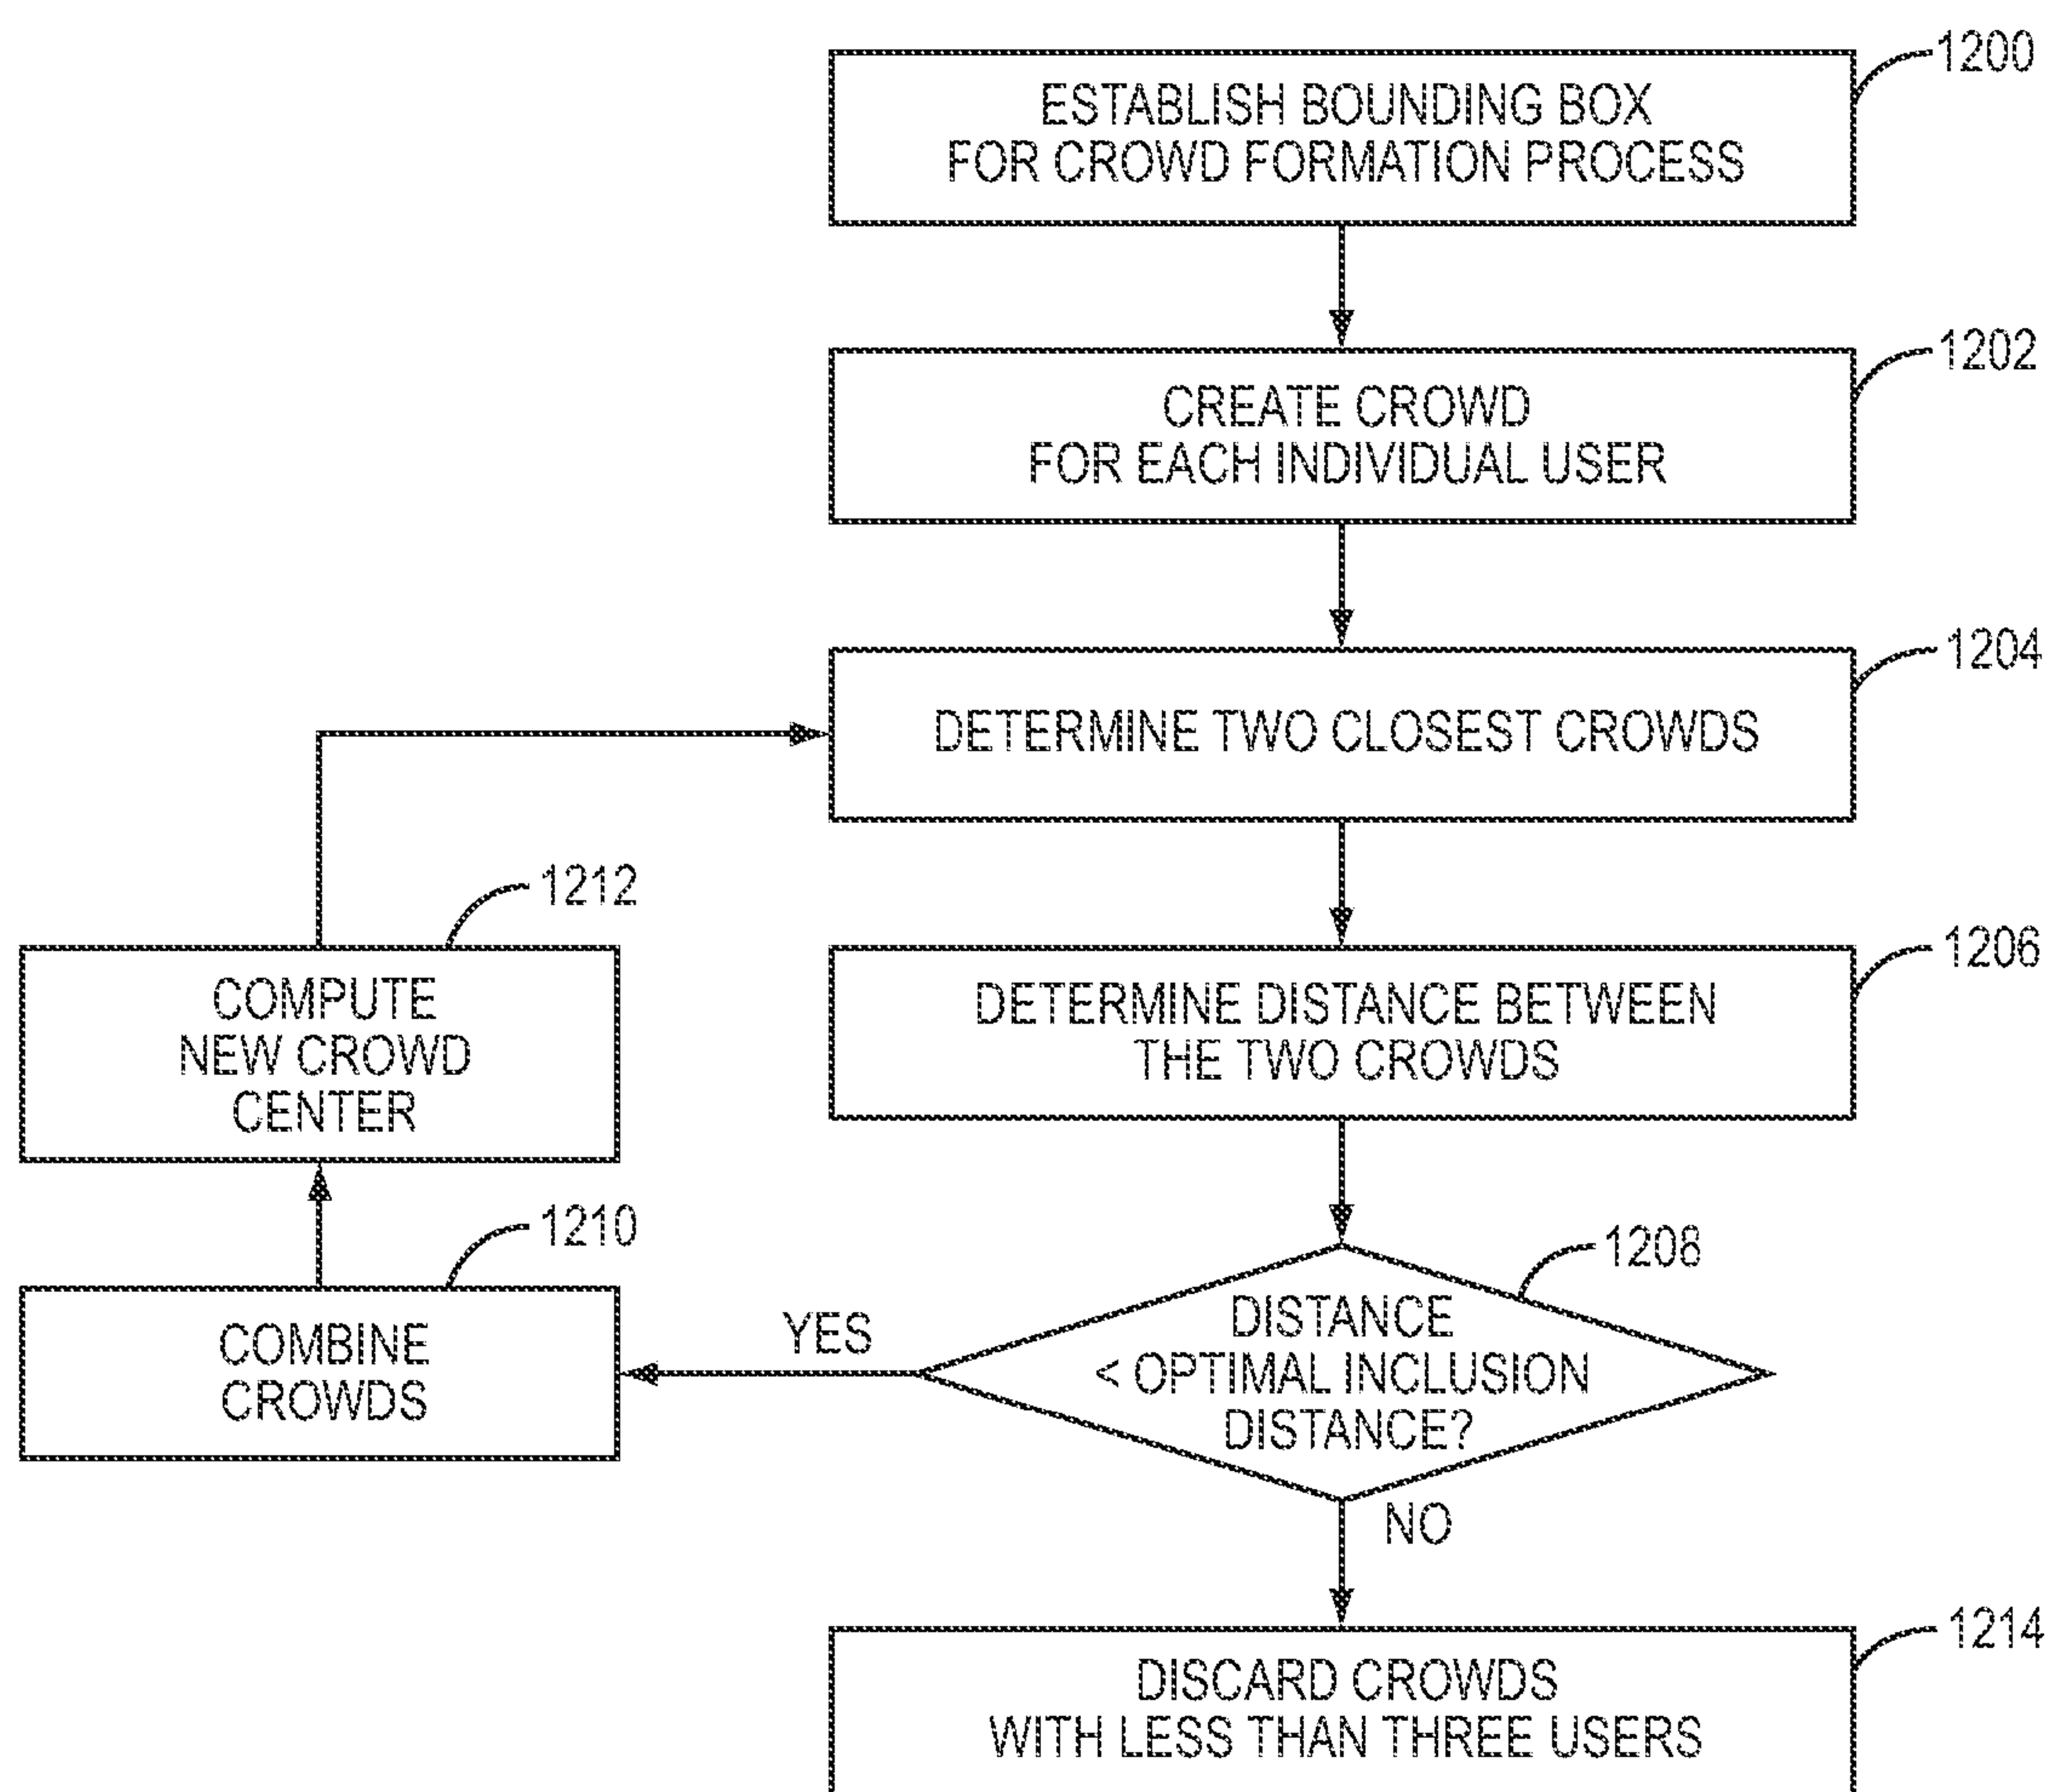 1200
ESTABLISH BOUNDING BOX
FOR CROWD FORMATION PROCESS
1202
CREATE CROWD
FOR EACH INDIVIDUAL USER
1204
DETERMINE TWO CLOSEST CROWDS
1206
DETERMINE DISTANCE BETWEEN
THE TWO CROWDS
1208
DISTANCE
< OPTIMAL INCLUSION
DISTANCE?
YES
1210
COMBINE
CROWDS
1212
COMPUTE
NEW CROWD
CENTER
NO
1214
DISCARD CROWDS
WITH LESS THAN THREE USERS